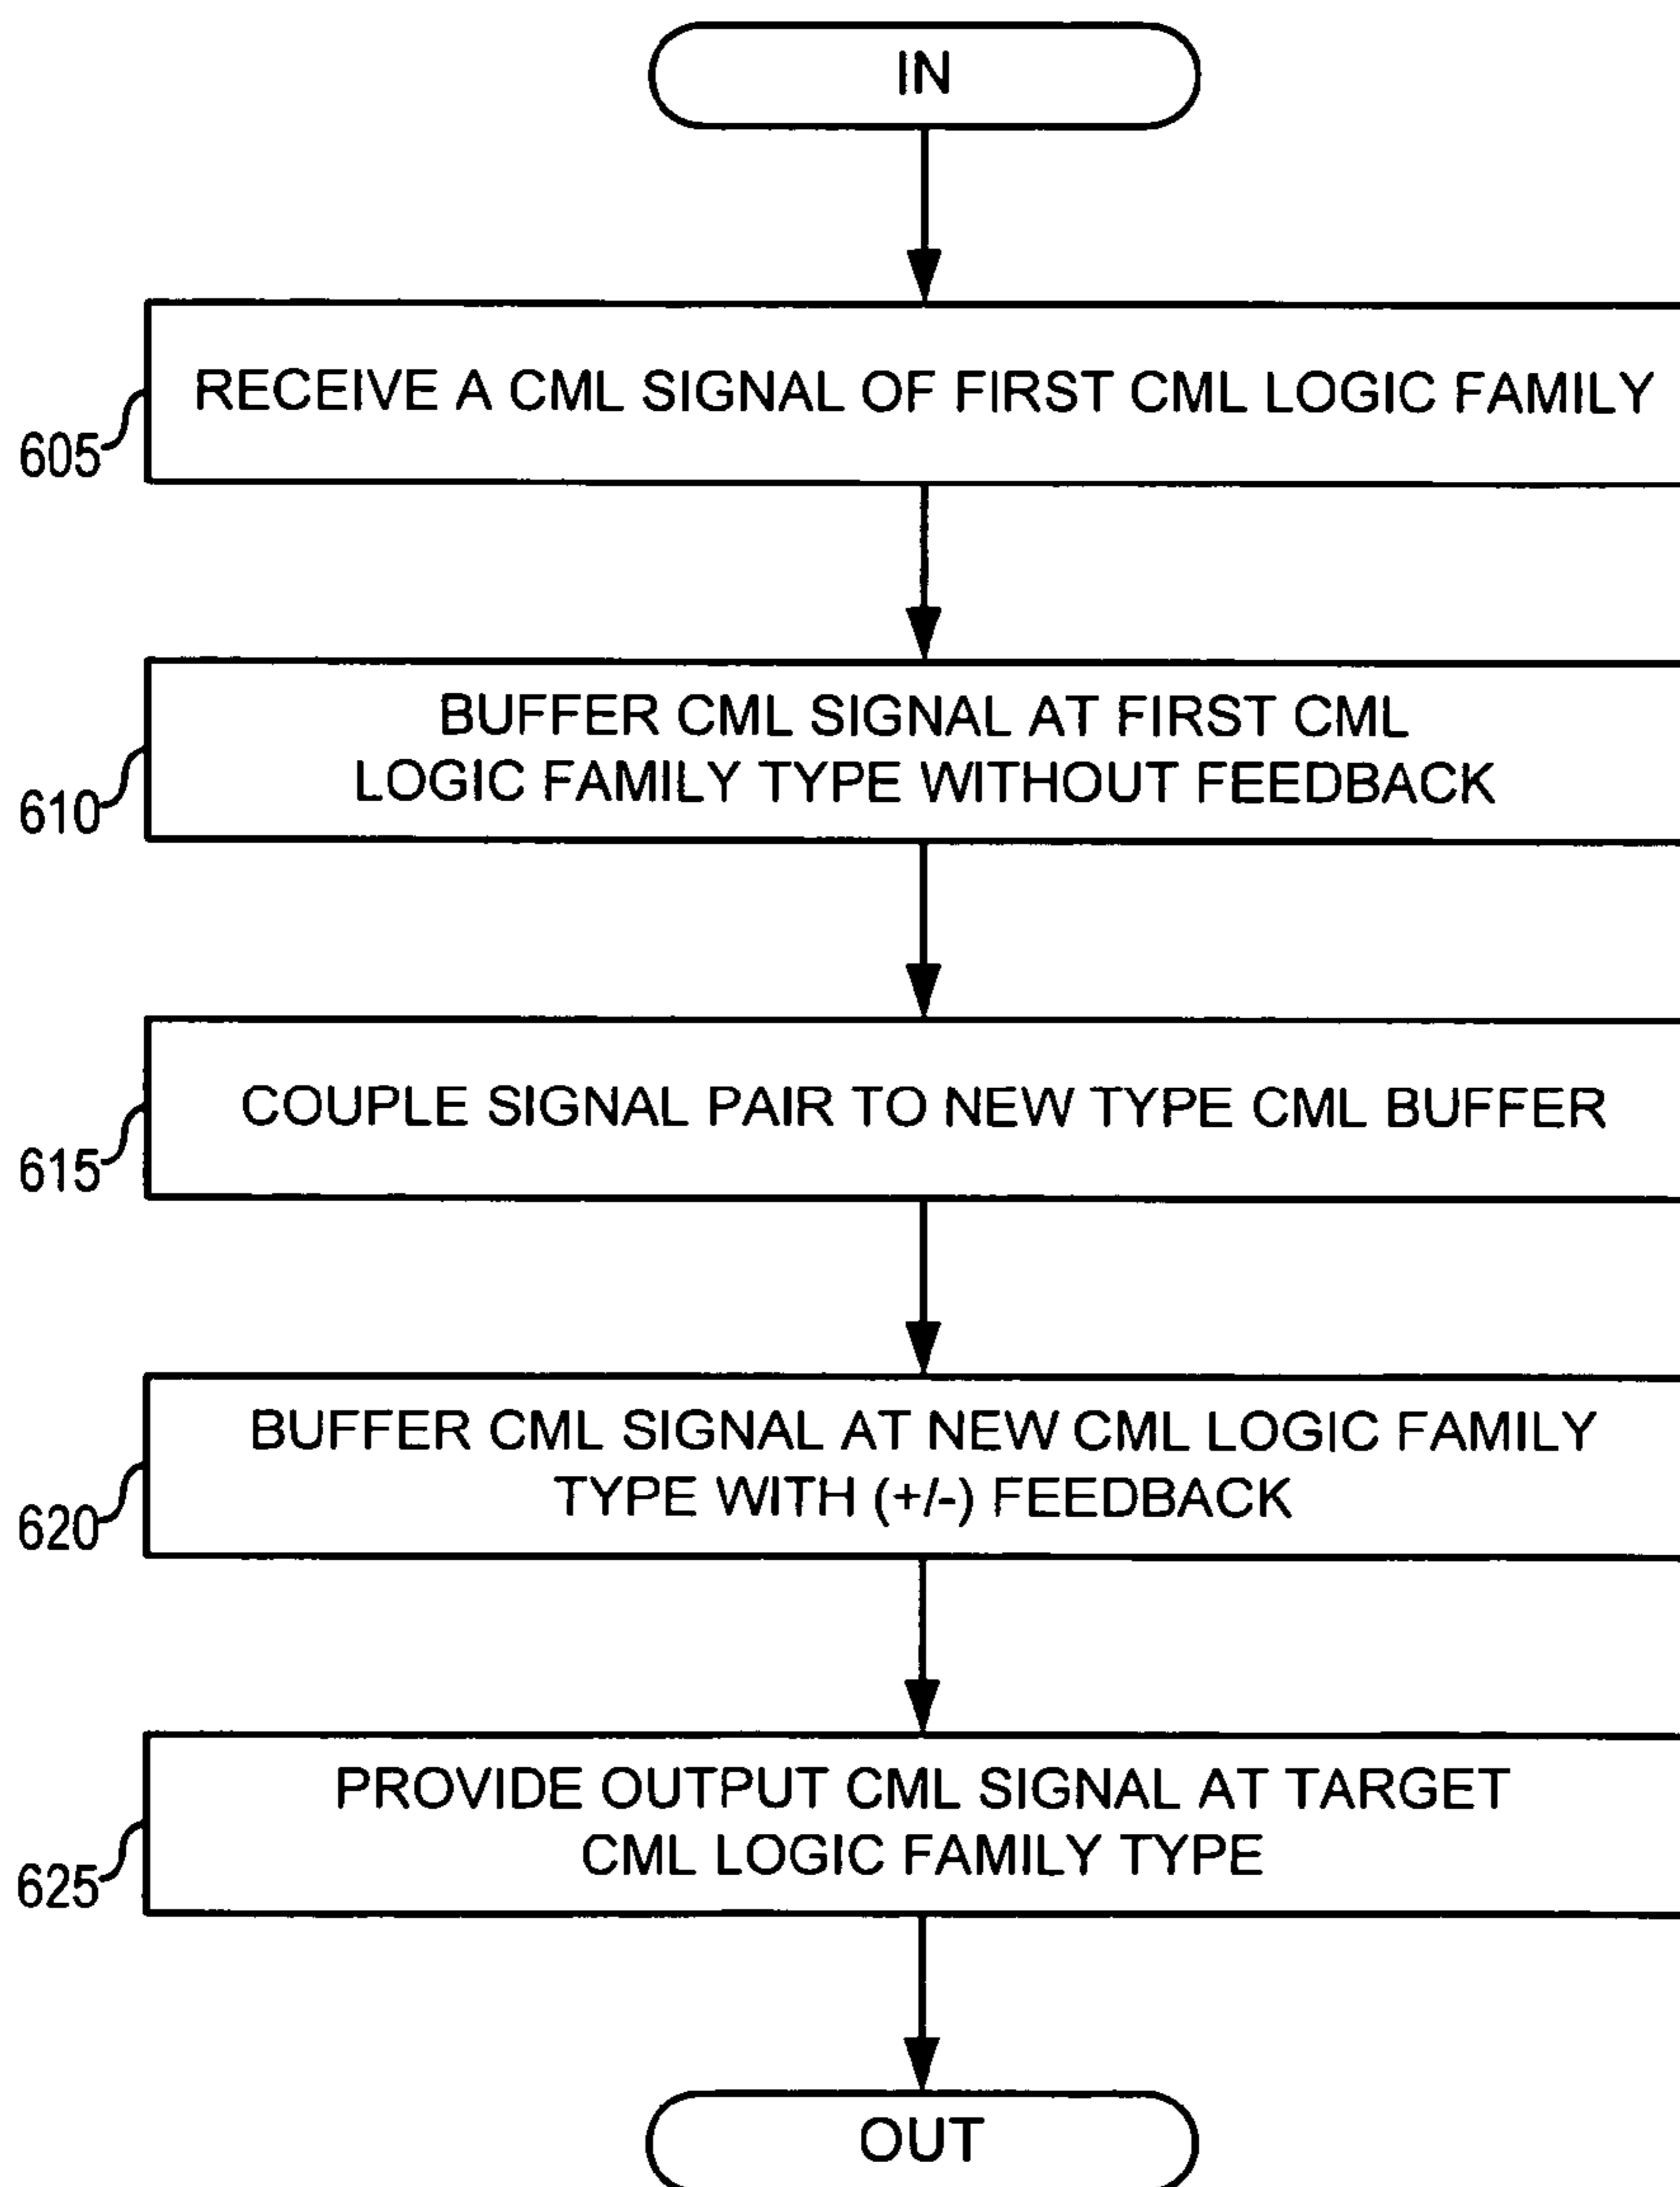 IN
RECEIVE A CML SIGNAL OF FIRST CML LOGIC FAMILY
605
BUFFER CML SIGNAL AT FIRST CML
LOGIC FAMILY TYPE WITHOUT FEEDBACK
610
COUPLE SIGNAL PAIR TO NEW TYPE CML BUFFER
615
BUFFER CML SIGNAL AT NEW CML LOGIC FAMILY
TYPE WITH (+/-) FEEDBACK
620
PROVIDE OUTPUT CML SIGNAL AT TARGET
CML LOGIC FAMILY TYPE
625
OUT